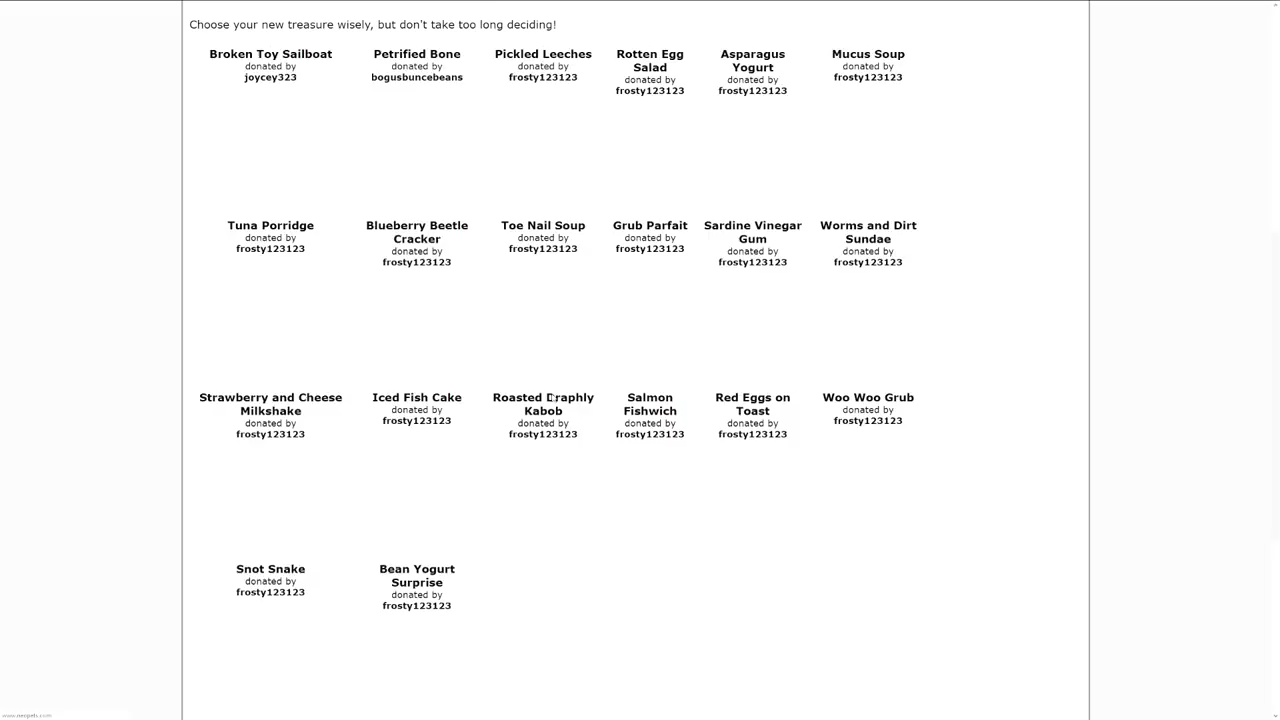 Choose your new treasure wisely, but don't take too long deciding!
Broken Toy Sailboat
donated by
joycey323
Petrified Bone
donated by
bogusbuncebeans
Pickled Leeches
donated by
frosty123123
Rotten Egg
Salad
donated by
frosty123123
Asparagus
Yogurt
donated by
frosty123123
Mucus Soup
donated by
frosty123123
Tuna Porridge
donated by
frosty123123
Blueberry Beetle
Cracker
donated by
frosty123123
Toe Nail Soup
donated by
frosty123123
Grub Parfait
donated by
frosty123123
Sardine Vinegar
Gum
donated by
frosty123123
Worms and Dirt
Sundae
donated by
frosty123123
Strawberry and Cheese
Milkshake
donated by
frosty123123
Iced Fish Cake
donated by
frosty123123
Roasted Draphly
Kabob
donated by
frosty123123
Salmon
Fishwich
donated by
frosty123123
Red Eggs on
Toast
donated by
frosty123123
Woo Woo Grub
donated by
frosty123123
Snot Snake
donated by
frosty123123
Bean Yogurt
Surprise
donated by
frosty123123
www.neopets.com